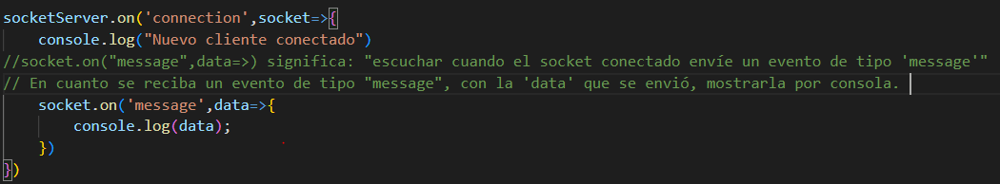 socketServer.on('connection',socket=>{
    console.log("Nuevo cliente conectado")
//socket.on("message",data=>) significa: "escuchar cuando el socket conectado envíe un evento de tipo 'message'"
// En cuanto se reciba un evento de tipo "message", con la 'data' que se envió, mostrarla por consola.
    socket.on('message',data=>{
        console.log(data);
    })
})